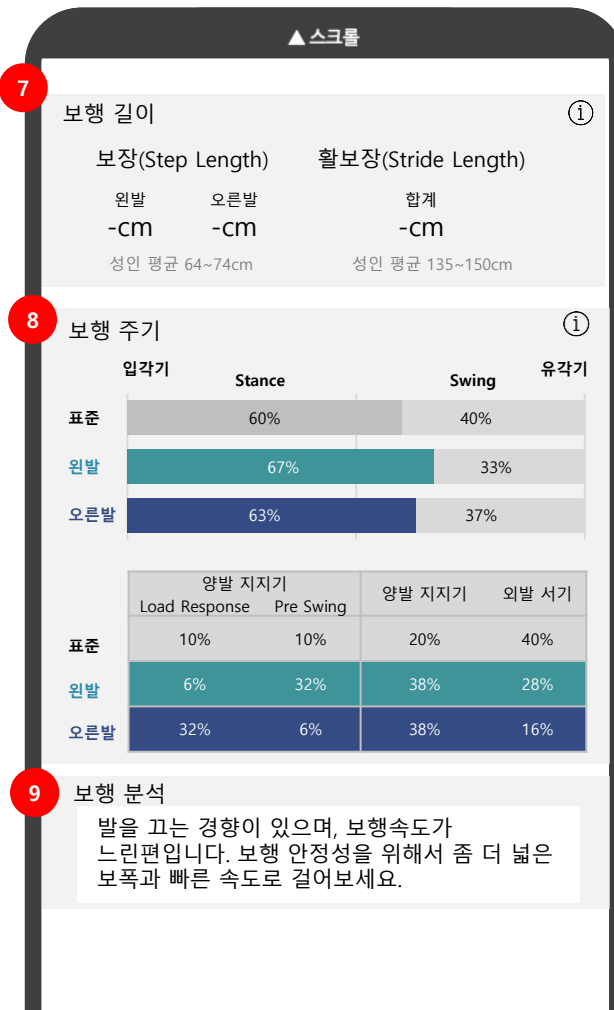 ▲ 스크롤
7
보행 길이 ⓘ
보장(Step Length) 활보장(Stride Length)
왼발 오른발 합계
-cm -cm -cm
성인 평균 64~74cm 성인 평균 135~150cm
8
보행 주기 ⓘ
입각기 Stance Swing 유각기
표준 60% 40%
왼발 67% 33%
오른발 63% 37%
양발 지지기 양발 지지기 외발 서기
Load Response Pre Swing
표준 10% 10% 20% 40%
왼발 6% 32% 38% 28%
오른발 32% 6% 38% 16%
9
보행 분석
발을 끄는 경향이 있으며, 보행속도가
느린편입니다. 보행 안정성을 위해서 좀 더 넓은
보폭과 빠른 속도로 걸어보세요.